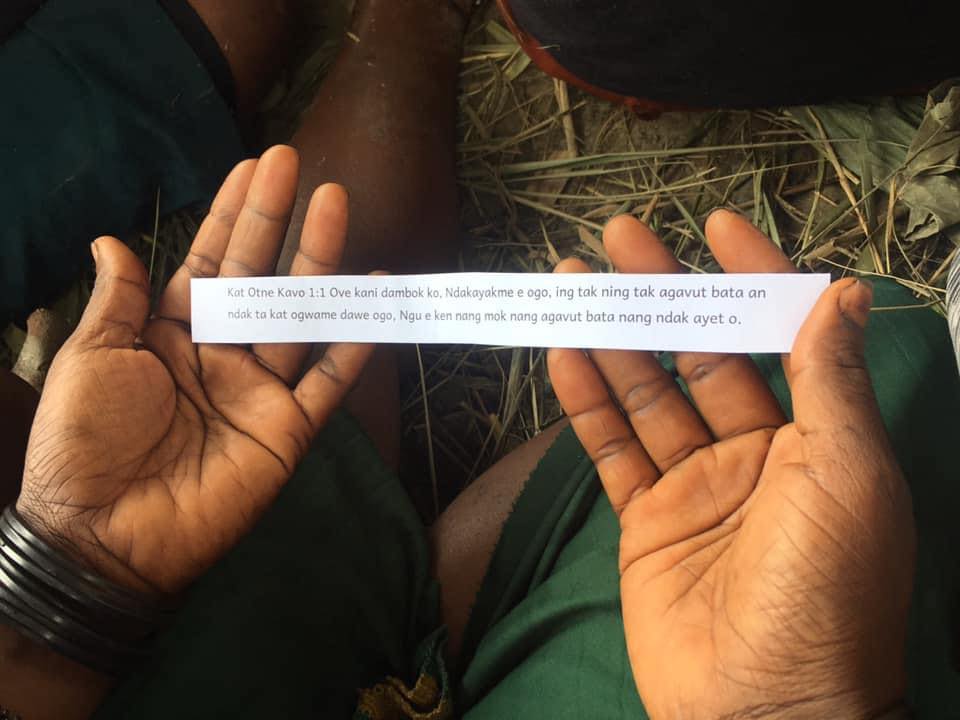 Kat Otne Kavo 1:1 Ove kani dambok ko, Ndakayakme e ogo, ing tak ning tak agavut bata an
ndak ta kat ogwame dawe ogo, Ngu e ken nang mok nang agavut bata nang ndak ayet o.